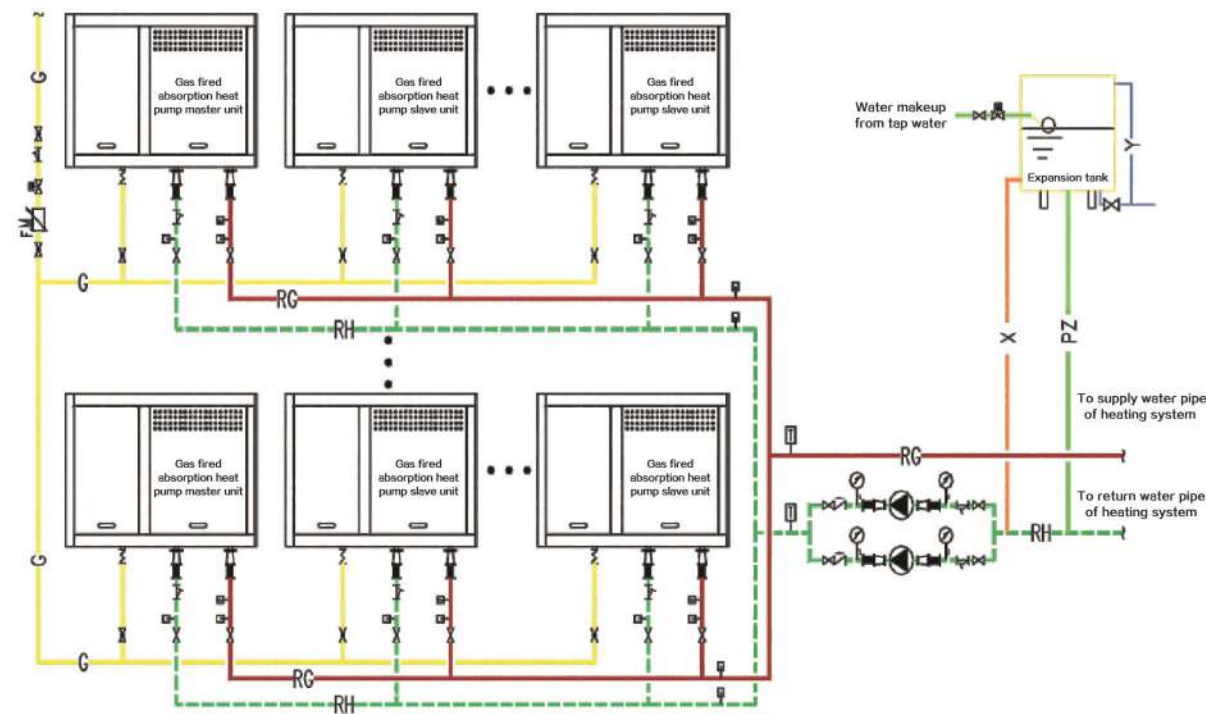 G
Gas fired
absorption heat
pump master unit
Gas fired
absorption heat
pump slave unit
Gas fired
absorption heat
pump slave unit
Water makeup
from tap water
Expansion tank
Y
FM
G
RG
RH
X
PZ
To supply water pipe
of heating system
Gas fired
absorption heat
pump master unit
Gas fired
absorption heat
pump slave unit
Gas fired
absorption heat
pump slave unit
T
RG
To return water pipe
of heating system
T
RH
G
G
RG
RH